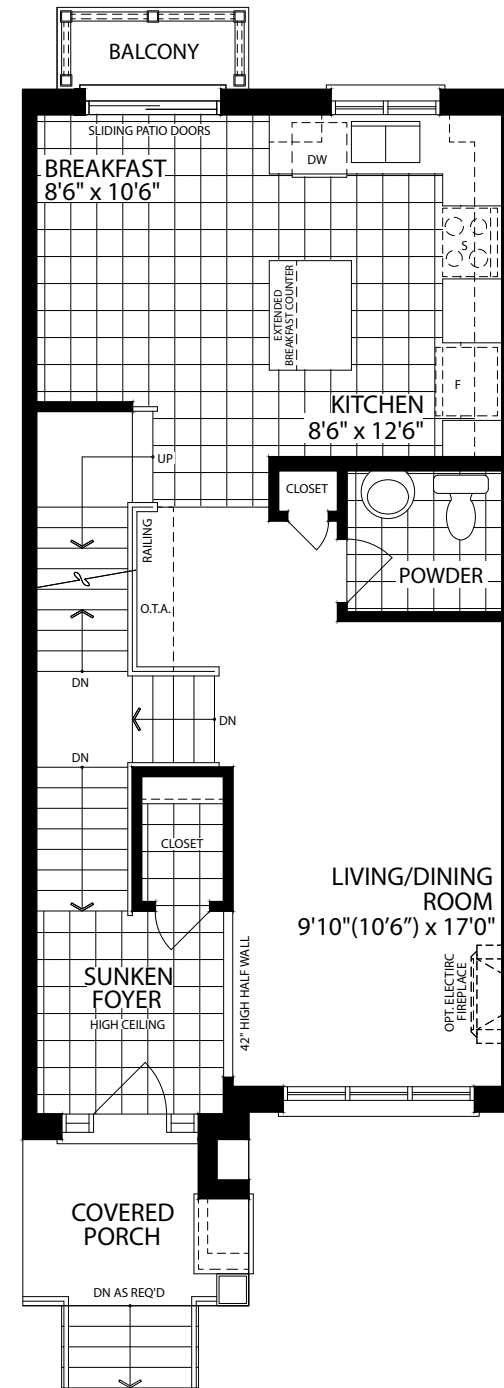 BALCONY
SLIDING PATIO DOORS
BREAKFAST
8'6" x 10'6"
DW
S
EXTENDED
BREAKFAST COUNTER
F
KITCHEN
8'6" x 12'6"
UP
CLOSET
RAILING
POWDER
O.T.A.
DN
DN
DN
CLOSET
LIVING/DINING
ROOM
9'10"(10'6") x 17'0"
OPT. ELECTIRC
FIREPLACE
42" HIGH HALF WALL
SUNKEN
FOYER
HIGH CEILING
COVERED
PORCH
DN AS REQ'D